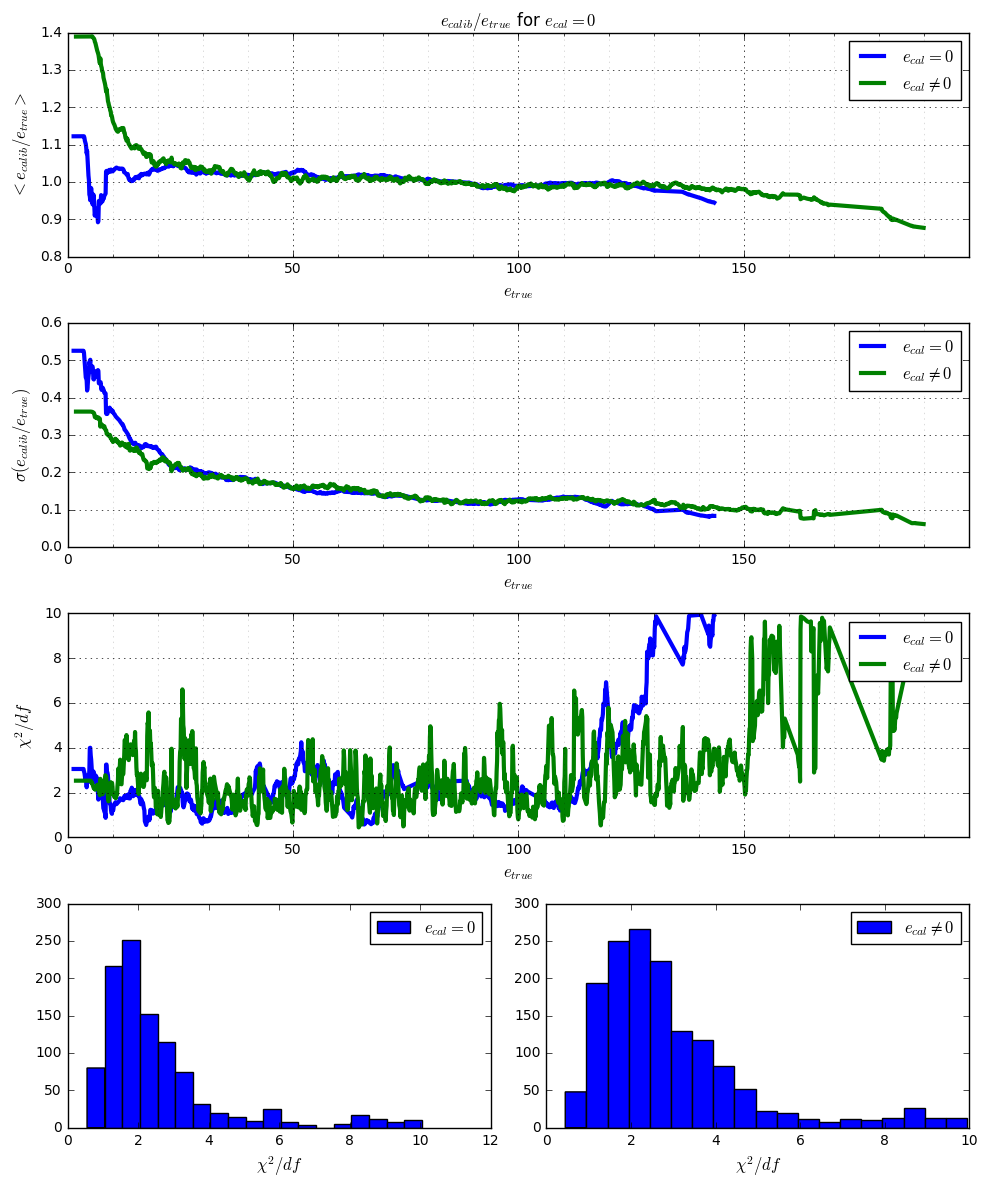 e_calib/e_true for e_cal = 0
1.4
1.3
1.2
1.1
1.0
0.9
0.8
< e_calib/e_true >
e_cal = 0
e_cal ≠ 0
0 50 100 150
e_true
0.6
0.5
0.4
0.3
0.2
0.1
0.0
σ(e_calib/e_true)
e_cal = 0
e_cal ≠ 0
0 50 100 150
e_true
10
8
6
4
2
0
χ²/df
e_cal = 0
e_cal ≠ 0
0 50 100 150
e_true
300
250
200
150
100
50
0
e_cal = 0
0 2 4 6 8 10 12
χ²/df
300
250
200
150
100
50
0
e_cal ≠ 0
0 2 4 6 8 10
χ²/df